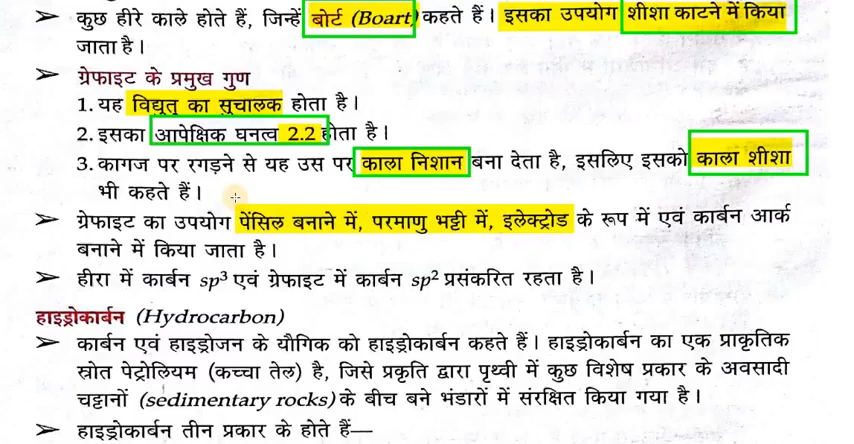 ➤ कुछ हीरे काले होते हैं, जिन्हें बोर्ट (Boart) कहते हैं। इसका उपयोग शीशा काटने में किया
जाता है।
➤ ग्रेफाइट के प्रमुख गुण
1. यह विद्युत् का सुचालक होता है।
2. इसका आपेक्षिक घनत्व 2.2 होता है।
3. कागज पर रगड़ने से यह उस पर काला निशान बना देता है, इसलिए इसको काला शीशा
भी कहते हैं।
➤ ग्रेफाइट का उपयोग पेंसिल बनाने में, परमाणु भट्टी में, इलेक्ट्रोड के रूप में एवं कार्बन आर्क
बनाने में किया जाता है।
➤ हीरा में कार्बन sp³ एवं ग्रेफाइट में कार्बन sp² प्रसंकरित रहता है।
हाइड्रोकार्बन (Hydrocarbon)
➤ कार्बन एवं हाइड्रोजन के यौगिक को हाइड्रोकार्बन कहते हैं। हाइड्रोकार्बन का एक प्राकृतिक
स्रोत पेट्रोलियम (कच्चा तेल) है, जिसे प्रकृति द्वारा पृथ्वी में कुछ विशेष प्रकार के अवसादी
चट्टानों (sedimentary rocks) के बीच बने भंडारों में संरक्षित किया गया है।
➤ हाइड्रोकार्बन तीन प्रकार के होते हैं—